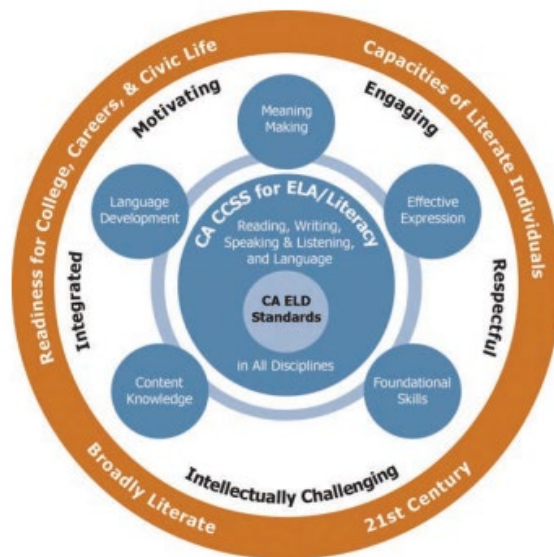 Readiness for College, Careers, & Civic Life
Capacities of Literate Individuals
Motivating
Engaging
Meaning
Making
Language
Development
Effective
Expression
CA CCSS for ELA/Literacy
Reading, Writing,
Speaking & Listening,
and Language
CA ELD
Standards
in All Disciplines
Integrated
Respectful
Content
Knowledge
Foundational
Skills
Intellectually Challenging
Broadly Literate
21st Century